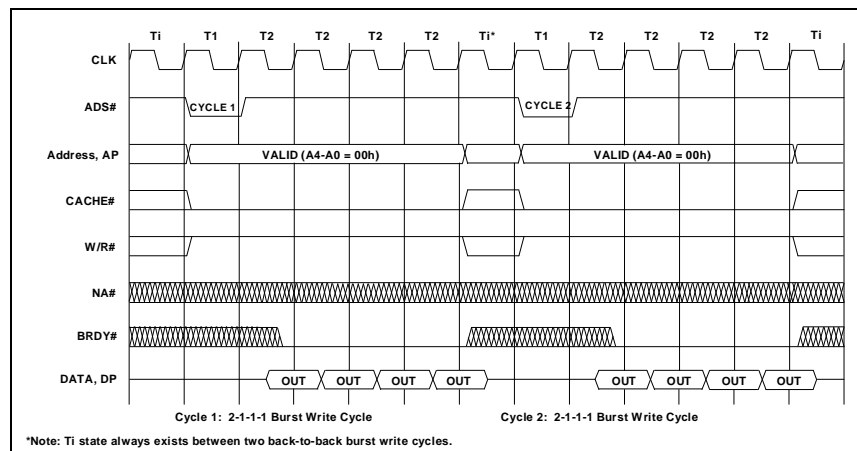 Ti T1 T2 T2 T2 T2 Ti* T1 T2 T2 T2 T2 Ti
CLK
ADS# CYCLE 1 CYCLE 2
Address, AP VALID (A4-A0 = 00h) VALID (A4-A0 = 00h)
CACHE#
W/R#
NA#
BRDY#
DATA, DP OUT OUT OUT OUT OUT OUT OUT OUT
Cycle 1: 2-1-1-1 Burst Write Cycle Cycle 2: 2-1-1-1 Burst Write Cycle
*Note: Ti state always exists between two back-to-back burst write cycles.